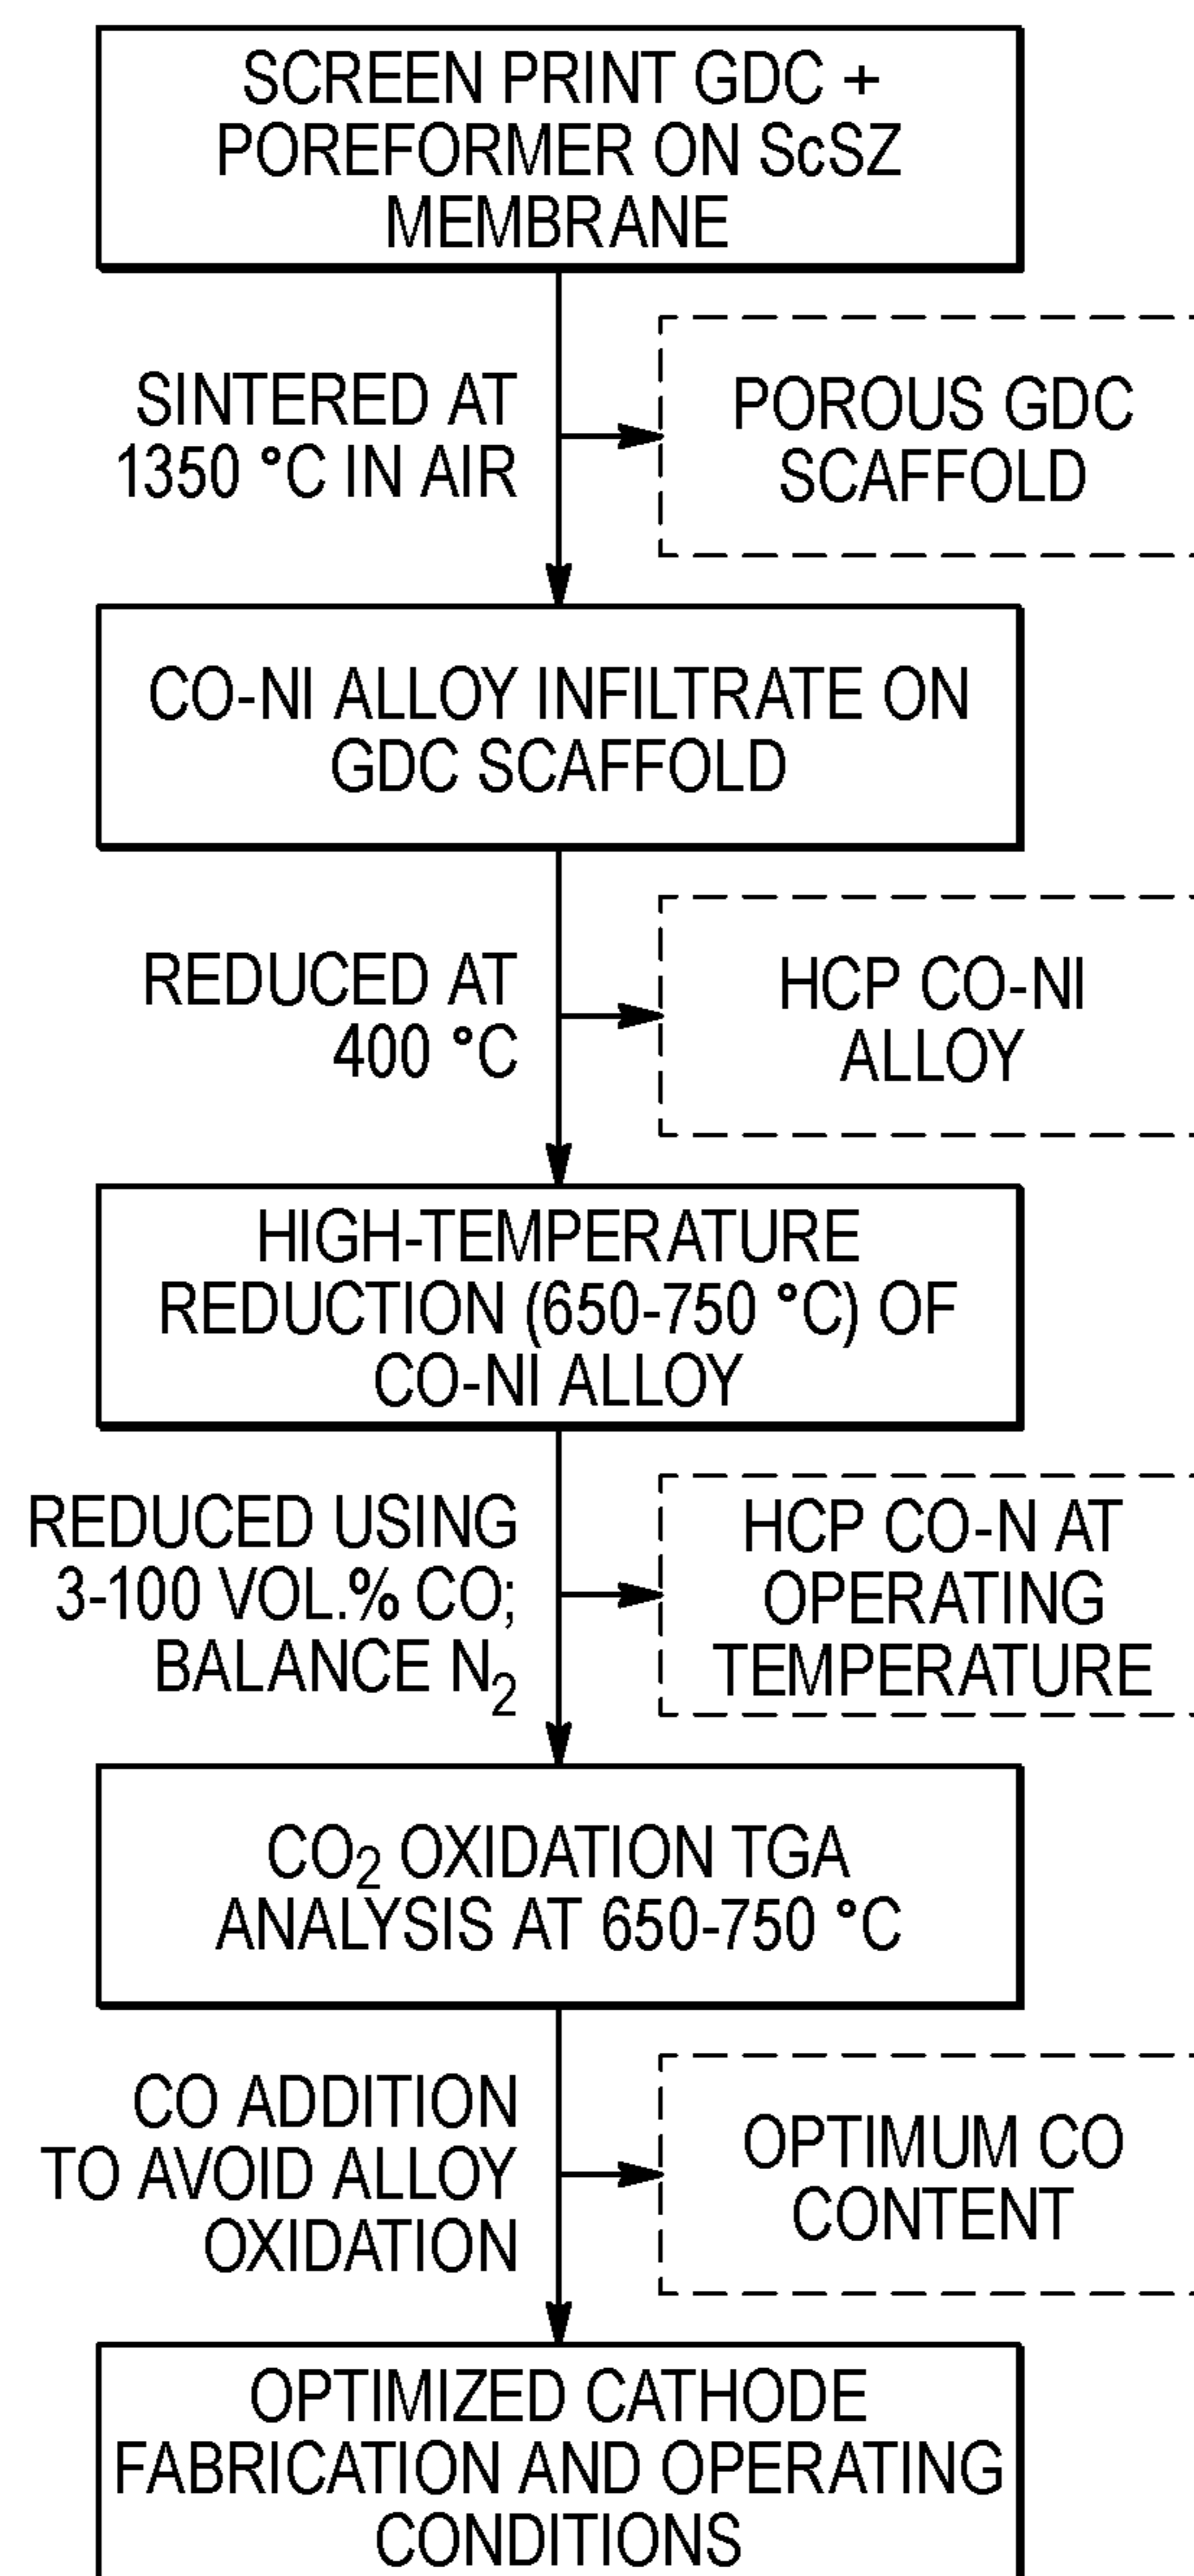 SCREEN PRINT GDC +
POREFORMER ON ScSZ
MEMBRANE
SINTERED AT
1350 °C IN AIR
POROUS GDC
SCAFFOLD
CO-NI ALLOY INFILTRATE ON
GDC SCAFFOLD
REDUCED AT
400 °C
HCP CO-NI
ALLOY
HIGH-TEMPERATURE
REDUCTION (650-750 °C) OF
CO-NI ALLOY
REDUCED USING
3-100 VOL.% CO;
BALANCE N₂
HCP CO-N AT
OPERATING
TEMPERATURE
CO₂ OXIDATION TGA
ANALYSIS AT 650-750 °C
CO ADDITION
TO AVOID ALLOY
OXIDATION
OPTIMUM CO
CONTENT
OPTIMIZED CATHODE
FABRICATION AND OPERATING
CONDITIONS